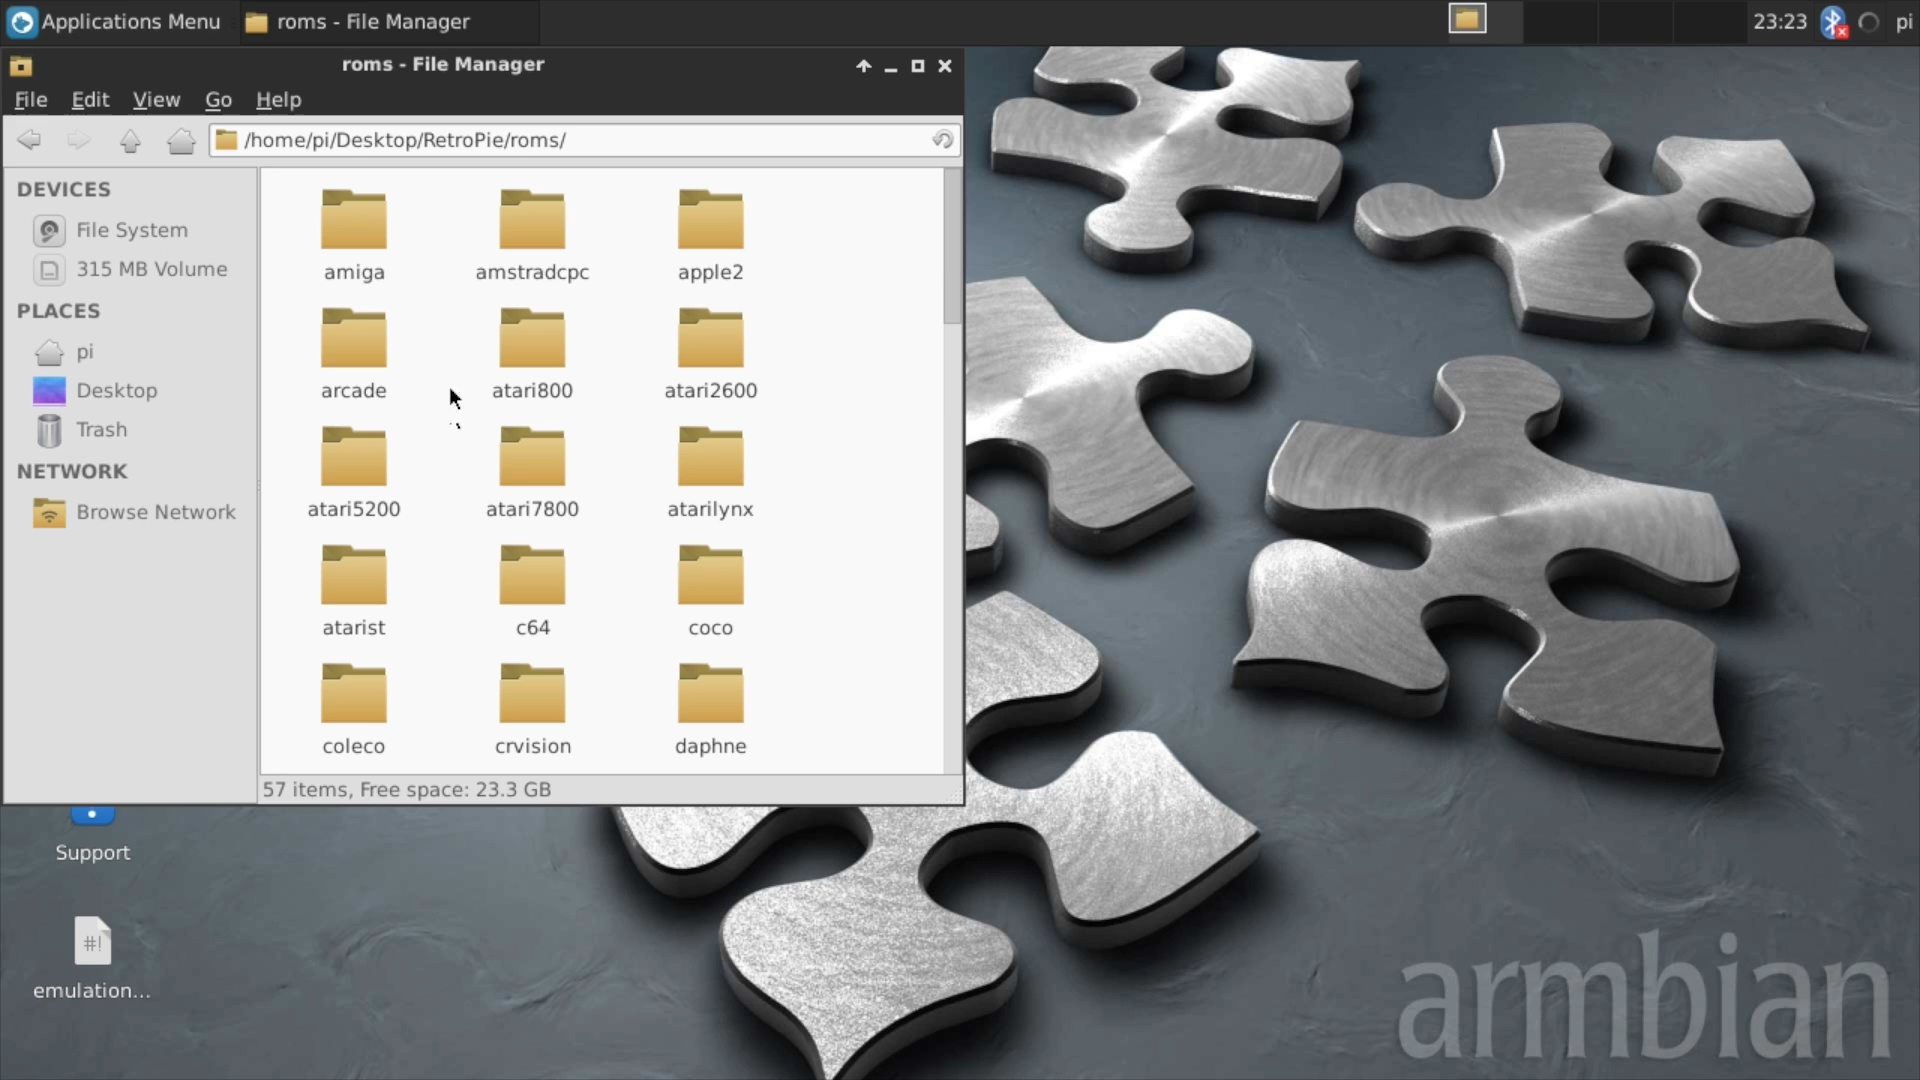 Applications Menu
roms - File Manager
23:23
pi
roms - File Manager
File Edit View Go Help
/home/pi/Desktop/RetroPie/roms/
DEVICES
File System
315 MB Volume
PLACES
pi
Desktop
Trash
NETWORK
Browse Network
amiga amstradcpc apple2
arcade atari800 atari2600
atari5200 atari7800 atarilynx
atarist c64 coco
coleco crvision daphne
57 items, Free space: 23.3 GB
Support
#!
emulation...
armbian